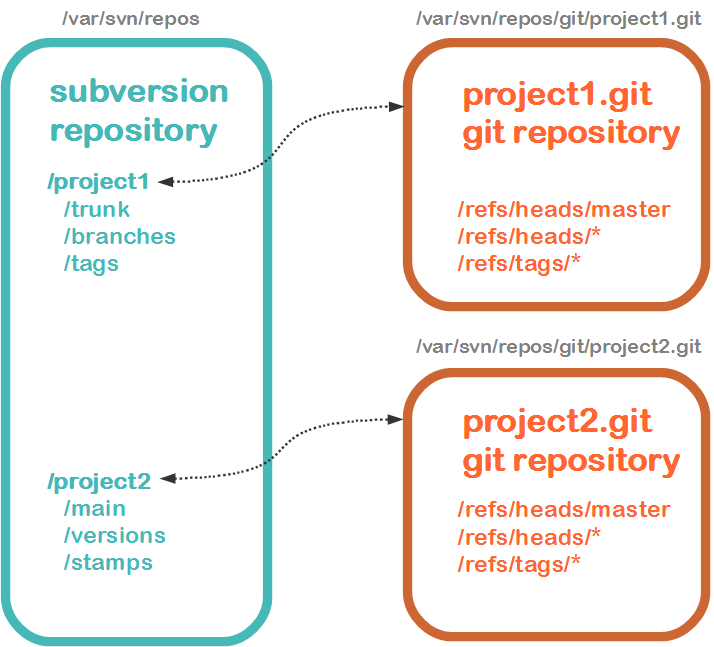 /var/svn/repos
subversion
repository
/project1
/trunk
/branches
/tags
/project2
/main
/versions
/stamps
/var/svn/repos/git/project1.git
project1.git
git repository
/refs/heads/master
/refs/heads/*
/refs/tags/*
/var/svn/repos/git/project2.git
project2.git
git repository
/refs/heads/master
/refs/heads/*
/refs/tags/*